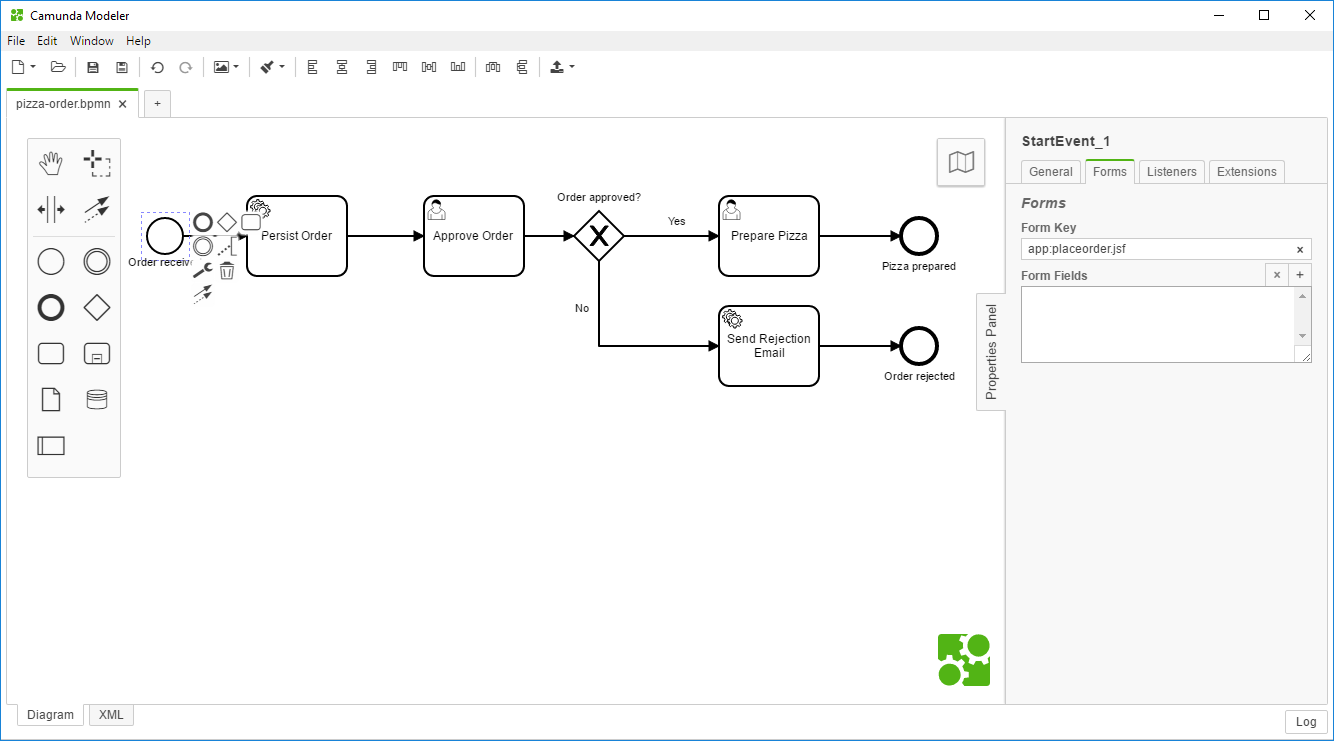 Camunda Modeler
File Edit Window Help
pizza-order.bpmn
StartEvent_1
General Forms Listeners Extensions
Forms
Form Key
app:placeorder.jsf
Form Fields
Order approved?
Persist Order
Approve Order
Yes
Prepare Pizza
Order receiv
Pizza prepared
No
Send Rejection
Email
Order rejected
Properties Panel
Diagram XML
Log